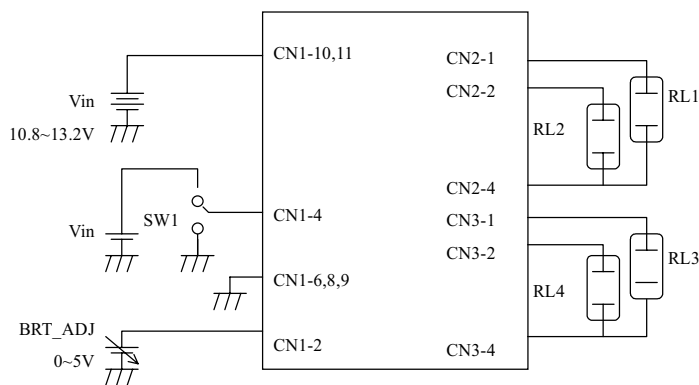 CN1-10,11
CN2-1
CN2-2
Vin
10.8~13.2V
RL1
RL2
CN2-4
SW1
CN1-4
CN3-1
Vin
CN3-2
RL3
RL4
CN1-6,8,9
BRT_ADJ
0~5V
CN1-2
CN3-4